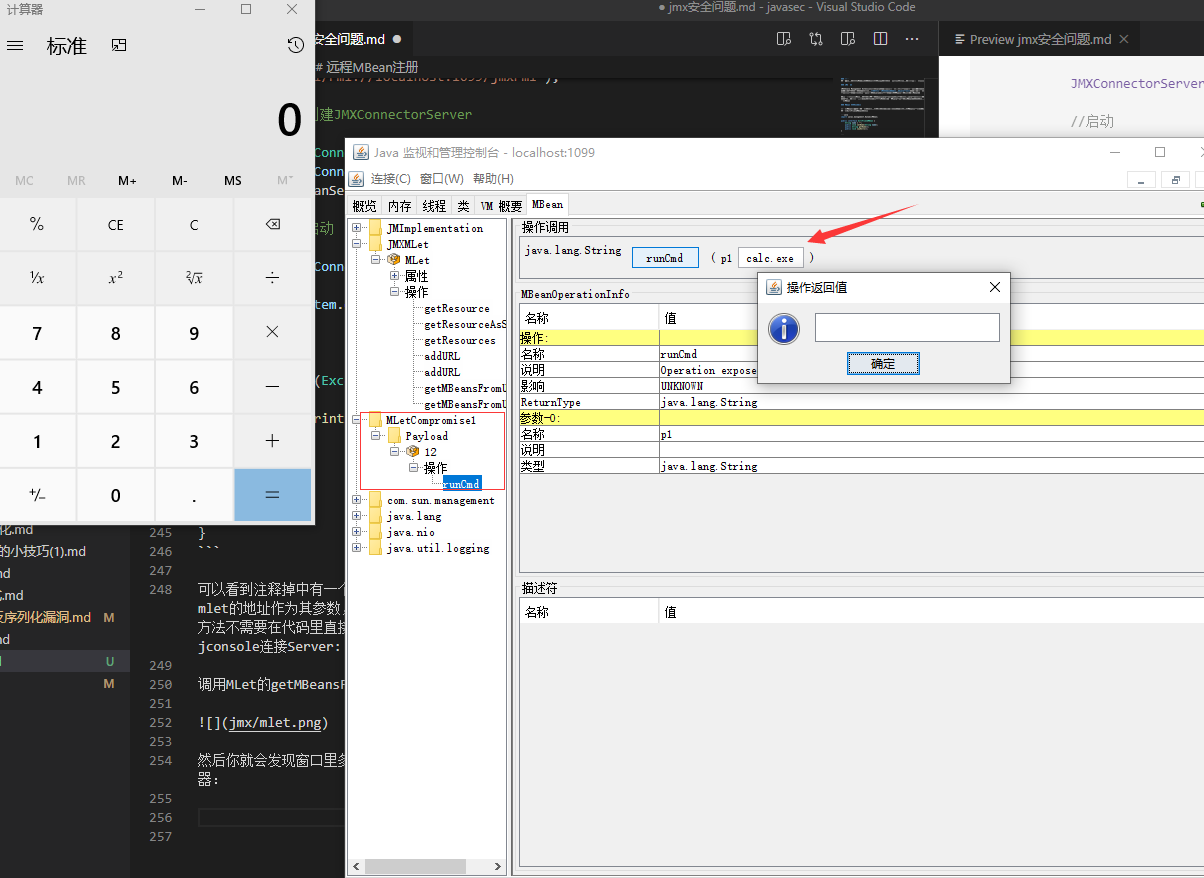 计算器
标准
0
MC MR M+ M- MS M˅
% CE C ⌫
¹/x x² ²√x ÷
7 8 9 ×
4 5 6 −
1 2 3 +
+/− 0 . =
● jmx安全问题.md - javasec - Visual Studio Code
安全问题.md ●
# 远程MBean注册
Preview jmx安全问题.md ×
创建JMXConnectorServer
JMXConnectorServer
//启动
Java 监视和管理控制台 - localhost:1099
连接(C) 窗口(W) 帮助(H)
概览 内存 线程 类 VM 概要 MBean
JMImplementation
JMXMLet
MLet
属性
操作
getResource
getResourceAsS
getResources
addURL
addURL
getMBeansFromU
getMBeansFromU
MLetCompromise1
Payload
12
操作
runCmd
com.sun.management
java.lang
java.nio
java.util.logging
操作调用
java.lang.String runCmd ( p1 calc.exe )
MBeanOperationInfo
名称 值
操作:
名称 runCmd
说明 Operation expose
影响 UNKNOWN
ReturnType java.lang.String
参数-0:
名称 p1
说明
类型 java.lang.String
描述符
名称 值
操作返回值
确定
Conn
Conn
anSe
启动
Conn
tem.
(Exc
rint
化.md
的小技巧(1).md
md
.md
反序列化漏洞.md M
md
U
M
245 }
246 ```
247
248 可以看到注释掉中有一个
mlet的地址作为其参数
方法不需要在代码里直接
jconsole连接Server:
249
250 调用MLet的getMBeansF
251
252 ![](jmx/mlet.png)
253
254 然后你就会发现窗口里多
器:
255
256
257